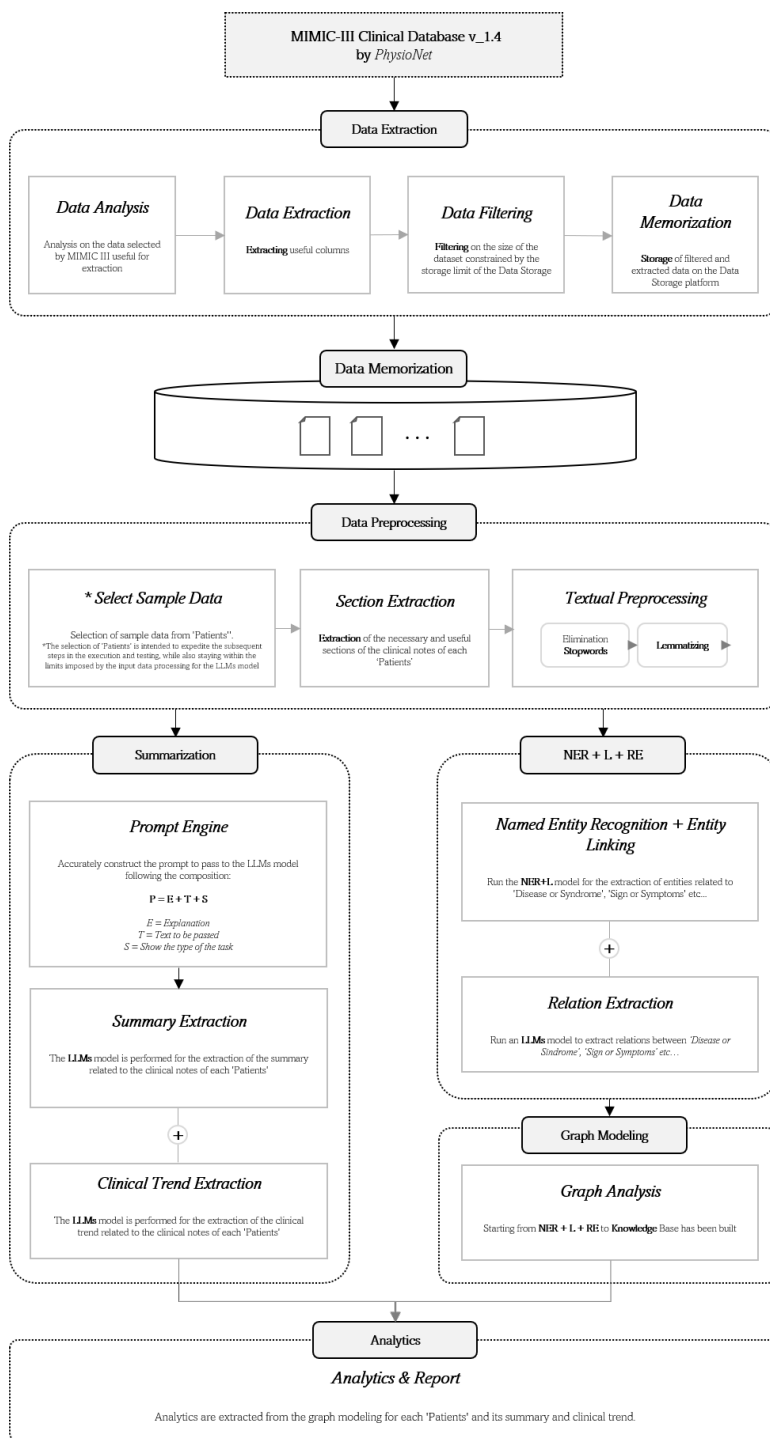 MIMIC-III Clinical Database v_1.4
by PhysioNet
Data Extraction
Data Analysis
Analysis on the data selected
by MIMIC III useful for
extraction
Data Extraction
Extracting useful columns
Data Filtering
Filtering on the size of the
dataset constrained by the
storage limit of the Data Storage
Data
Memorization
Storage of filtered and
extracted data on the Data
Storage platform
Data Memorization
. . .
Data Preprocessing
* Select Sample Data
Selection of sample data from 'Patients''.
*The selection of 'Patients' is intended to expedite the subsequent
steps in the execution and testing, while also staying within the
limits imposed by the input data processing for the LLMs model
Section Extraction
Extraction of the necessary and useful
sections of the clinical notes of each
'Patients'
Textual Preprocessing
Elimination
Stopwords
Lemmatizing
Summarization
Prompt Engine
Accurately construct the prompt to pass to the LLMs model
following the composition:
P = E + T + S
E = Explanation
T = Text to be passed
S = Show the type of the task
Summary Extraction
The LLMs model is performed for the extraction of the summary
related to the clinical notes of each 'Patients'
+
Clinical Trend Extraction
The LLMs model is performed for the extraction of the clinical
trend related to the clinical notes of each 'Patients'
NER + L + RE
Named Entity Recognition + Entity
Linking
Run the NER+L model for the extraction of entities related to
'Disease or Syndrome', 'Sign or Symptoms' etc...
+
Relation Extraction
Run an LLMs model to extract relations between 'Disease or
Sindrome', 'Sign or Symptoms' etc...
Graph Modeling
Graph Analysis
Starting from NER + L + RE to Knowledge Base has been built
Analytics
Analytics & Report
Analytics are extracted from the graph modeling for each 'Patients' and its summary and clinical trend.